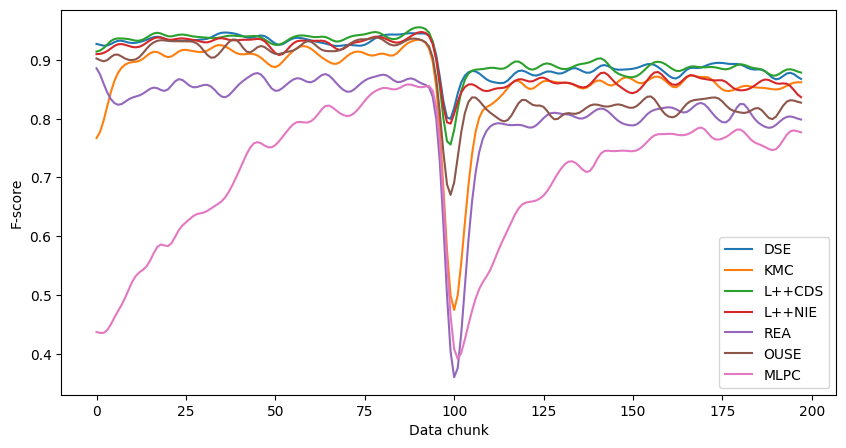 F-score
0.9
0.8
0.7
0.6
0.5
0.4
0
25
50
75
100
125
150
175
200
Data chunk
DSE
KMC
L++CDS
L++NIE
REA
OUSE
MLPC